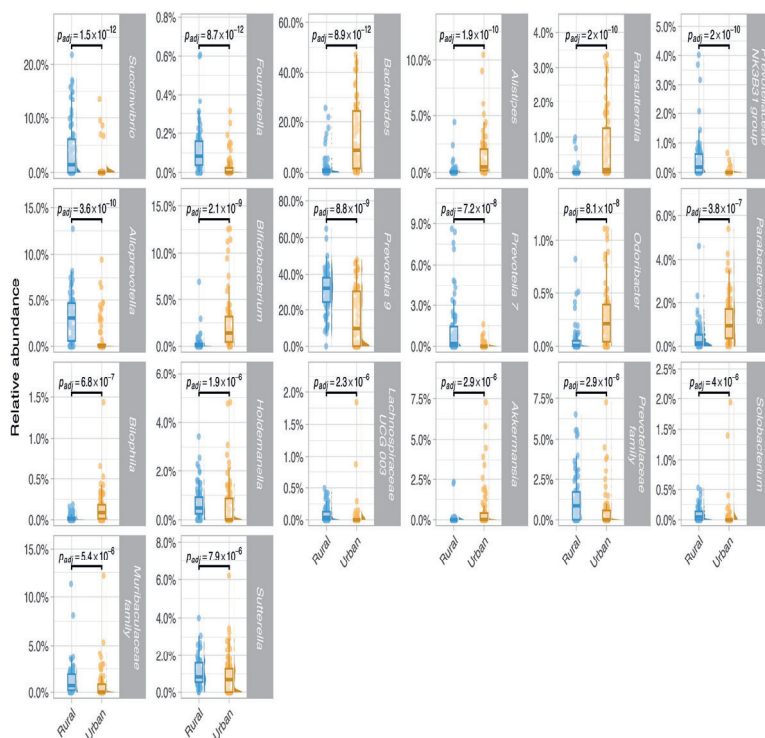 Relative abundance
20.0%
10.0%
0.0%
p_adj = 1.5×10⁻¹²
Succinivibrio
0.8%
0.6%
0.4%
0.2%
0.0%
p_adj = 8.7×10⁻¹²
Fournierella
60.0%
40.0%
20.0%
0.0%
p_adj = 8.9×10⁻¹²
Bacteroides
10.0%
5.0%
0.0%
p_adj = 1.9×10⁻¹⁰
Alistipes
4.0%
3.0%
2.0%
1.0%
0.0%
p_adj = 2×10⁻¹⁰
Parasutterella
5.0%
4.0%
3.0%
2.0%
1.0%
0.0%
p_adj = 2×10⁻¹⁰
Prevotellaceae
NK3B31 group
15.0%
10.0%
5.0%
0.0%
p_adj = 3.6×10⁻¹⁰
Alloprevotella
15.0%
10.0%
5.0%
0.0%
p_adj = 2.1×10⁻⁹
Bifidobacterium
80.0%
60.0%
40.0%
20.0%
0.0%
p_adj = 8.8×10⁻⁹
Prevotella 9
9.0%
6.0%
3.0%
0.0%
p_adj = 7.2×10⁻⁸
Prevotella 7
1.0%
1.0%
0.0%
p_adj = 8.1×10⁻⁸
Odoribacter
6.0%
4.0%
2.0%
0.0%
p_adj = 3.8×10⁻⁷
Parabacteroides
1.5%
1.0%
0.5%
0.0%
p_adj = 6.8×10⁻⁷
Bilophila
6.0%
4.0%
2.0%
0.0%
p_adj = 1.9×10⁻⁶
Holdemanella
2.0%
1.5%
1.0%
0.5%
0.0%
p_adj = 2.3×10⁻⁶
Lachnospiraceae
UCG 003
Rural
Urban
7.5%
5.0%
2.5%
0.0%
p_adj = 2.9×10⁻⁶
Akkermansia
Rural
Urban
7.5%
5.0%
2.5%
0.0%
p_adj = 2.9×10⁻⁶
Prevotellaceae
family
Rural
Urban
2.0%
1.5%
1.0%
0.5%
0.0%
p_adj = 4×10⁻⁶
Solobacterium
Rural
Urban
15.0%
10.0%
5.0%
0.0%
p_adj = 5.4×10⁻⁶
Muribaculaceae
family
Rural
Urban
8.0%
6.0%
4.0%
2.0%
0.0%
p_adj = 7.9×10⁻⁶
Sutterella
Rural
Urban